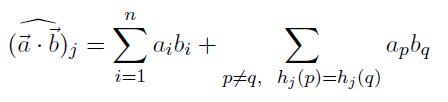 $(\widehat{\vec{a} \cdot \vec{b}})_j = \sum_{i=1}^{n} a_i b_i + \sum_{p \neq q, \ h_j(p) = h_j(q)} a_p b_q$